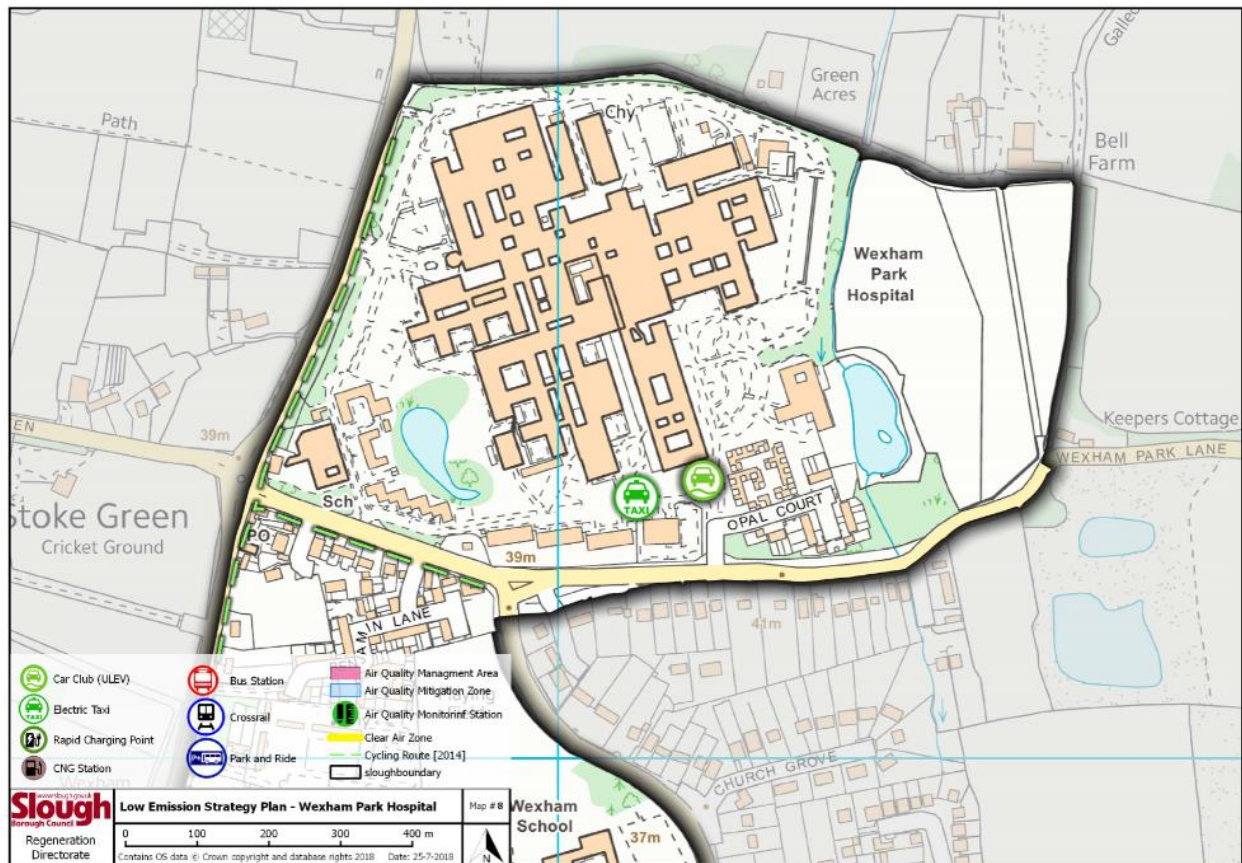 Path
Green
Acres
Chy
Bell
Farm
Wexham
Park
Hospital
Keepers Cottage
WEXHAM PARK LANE
EN
39m
Sch
TAXI
OPAL COURT
Stoke Green
Cricket Ground
PO
39m
41m
CHURCH GROVE
Wexham
School
37m
Car Club (ULEV)
Electric Taxi
Rapid Charging Point
CNG Station
Bus Station
Crossrail
Park and Ride
Air Quality Managment Area
Air Quality Mitigation Zone
Air Quality Monitorinf Station
Clear Air Zone
Cycling Route [2014]
sloughboundary
Wexham
www.slough.gov.uk
Slough
Borough Council
Regeneration
Directorate
Low Emission Strategy Plan - Wexham Park Hospital
Map # 8
0 100 200 300 400 m
Contains OS data © Crown copyright and database rights 2018 Date: 25-7-2018
N